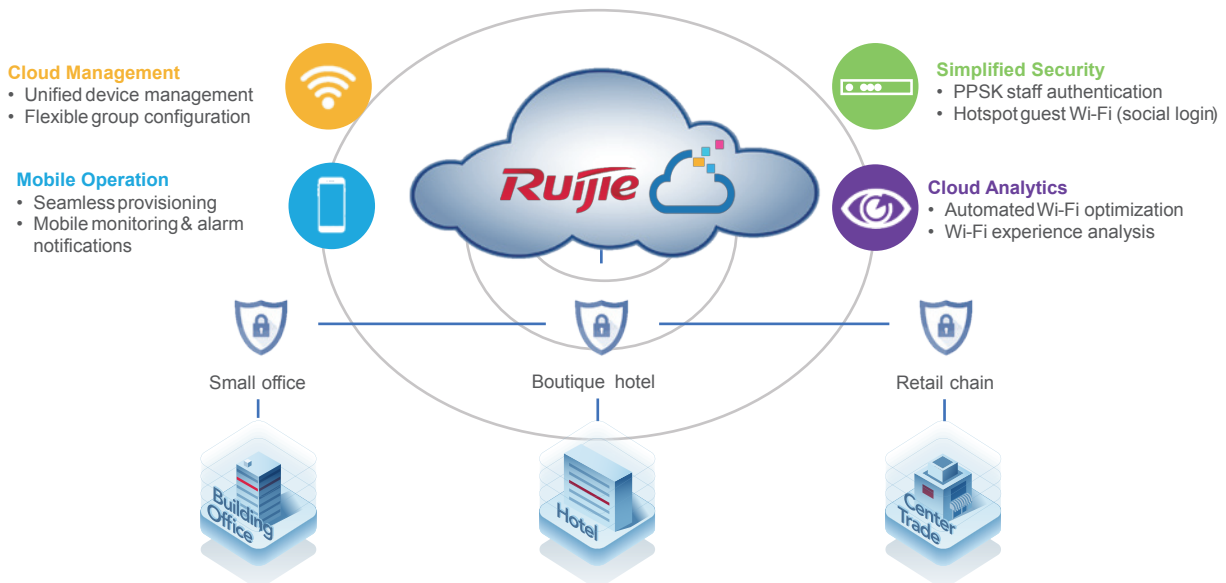 Cloud Management
• Unified device management
• Flexible group configuration
Mobile Operation
• Seamless provisioning
• Mobile monitoring & alarm
notifications
Ruijie
Simplified Security
• PPSK staff authentication
• Hotspot guest Wi-Fi (social login)
Cloud Analytics
• Automated Wi-Fi optimization
• Wi-Fi experience analysis
Small office
Boutique hotel
Retail chain
Building
Office
Hotel
Center
Trade